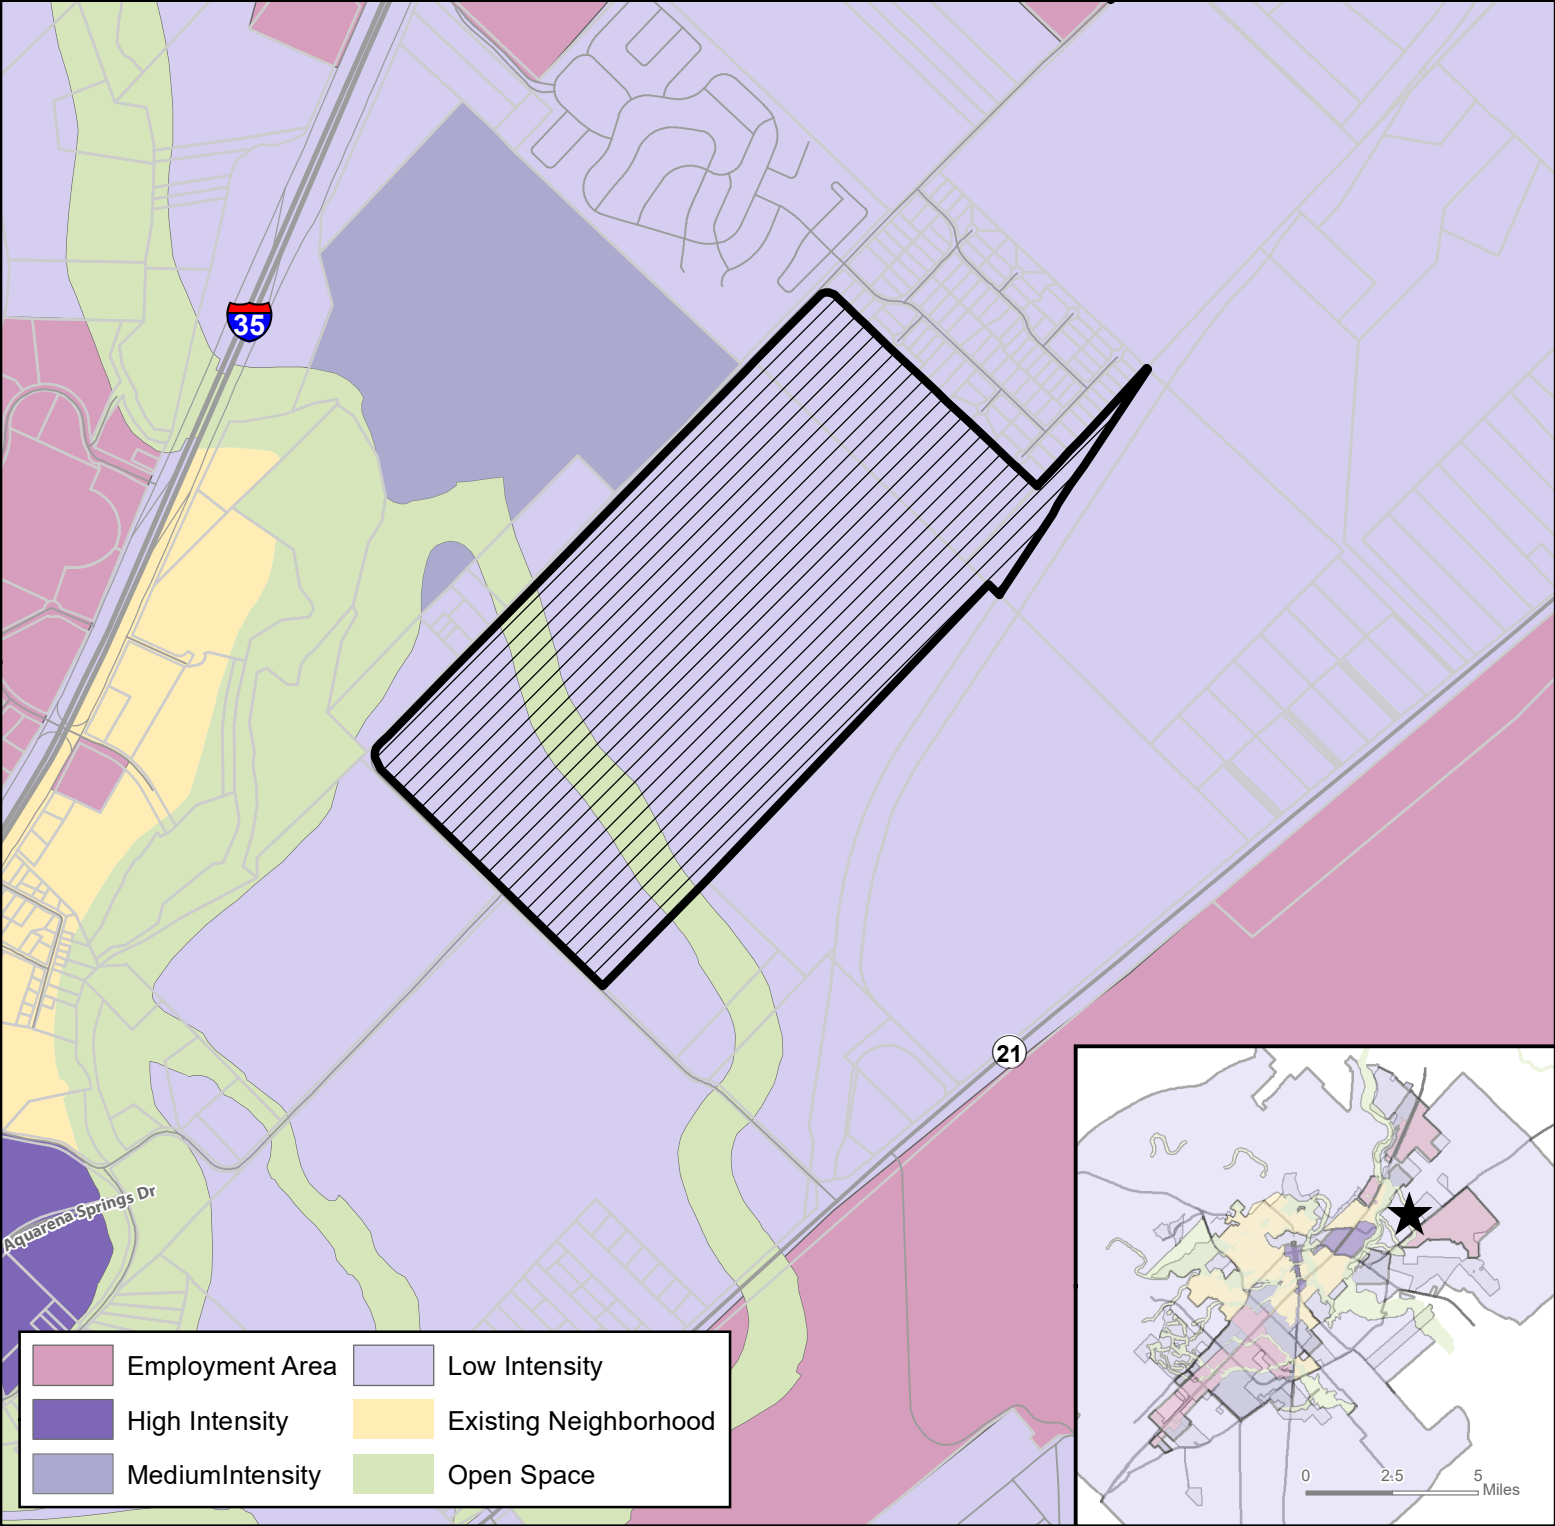 35
21
Aquarena Springs Dr
Employment Area
Low Intensity
High Intensity
Existing Neighborhood
MediumIntensity
Open Space
0 2.5 5
Miles